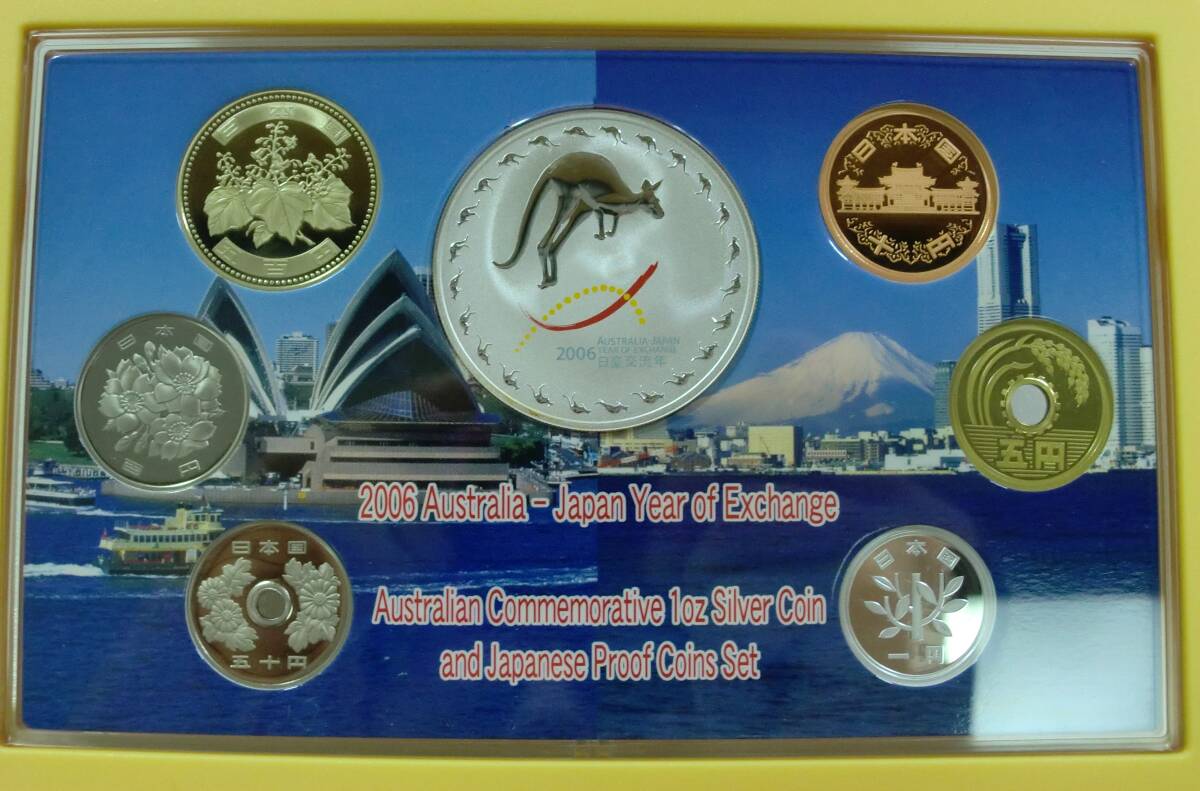 日本国
五百円
日本国
百円
日本国
五十円
AUSTRALIA-JAPAN
YEAR OF EXCHANGE
2006 日豪交流年
日本国
十円
五円
日本国
一円
2006 Australia - Japan Year of Exchange
Australian Commemorative 1oz Silver Coin
and Japanese Proof Coins Set